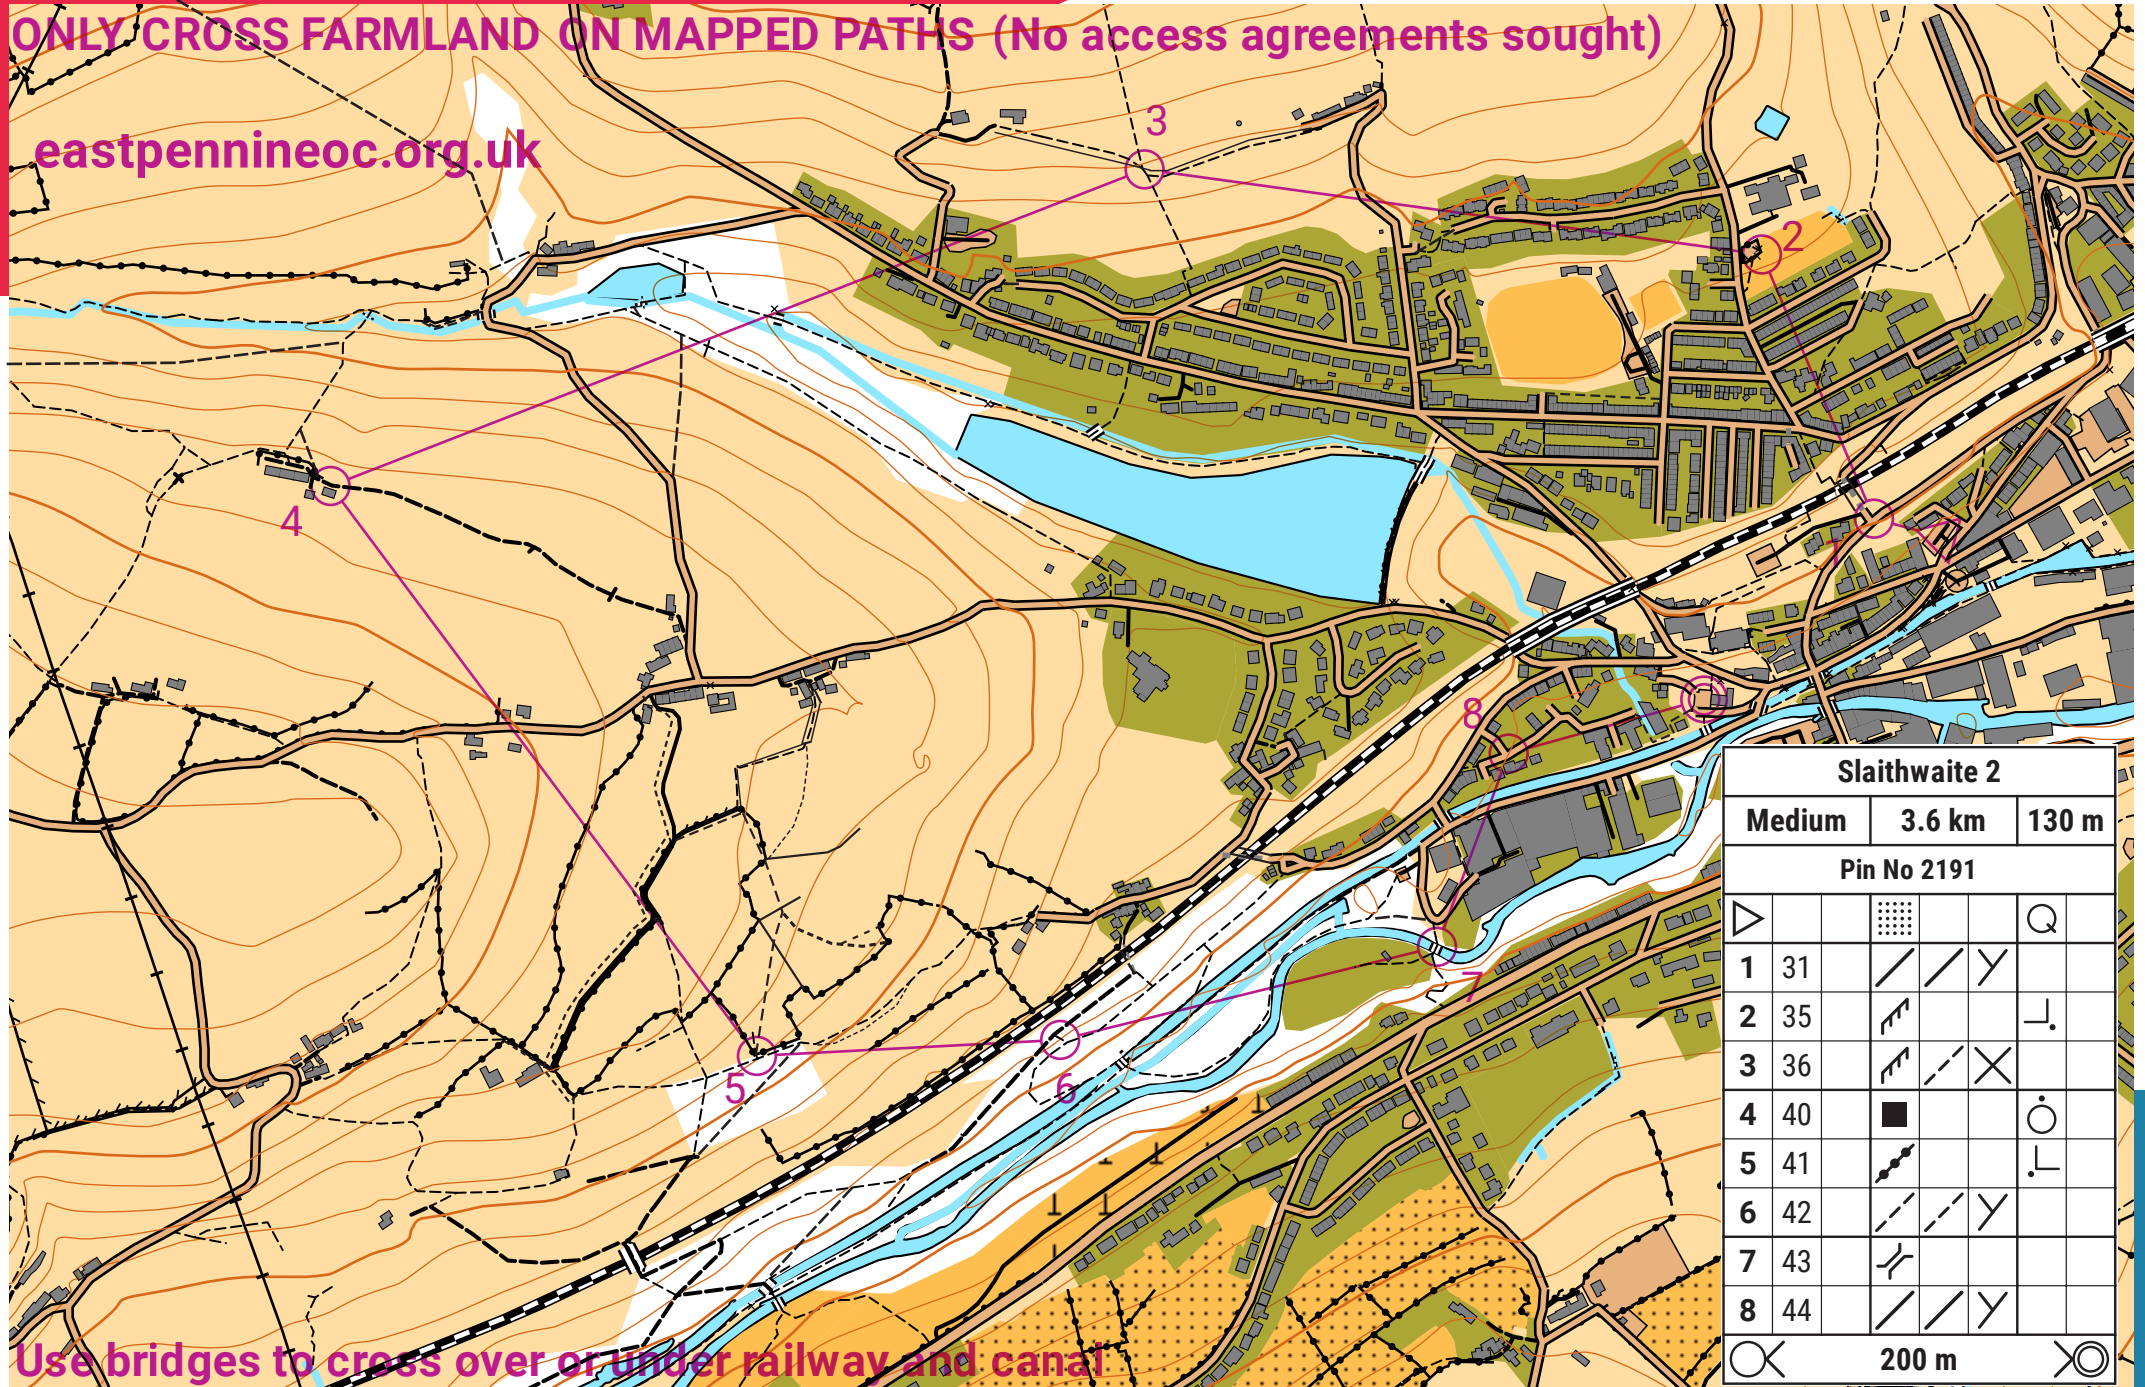 ONLY CROSS FARMLAND ON MAPPED PATHS (No access agreements sought)
eastpennineoc.org.uk
3
2
4
1
8
7
5
6
Slaithwaite 2
Medium 3.6 km 130 m
Pin No 2191
1 31
2 35
3 36
4 40
5 41
6 42
7 43
8 44
200 m
Use bridges to cross over or under railway and canal